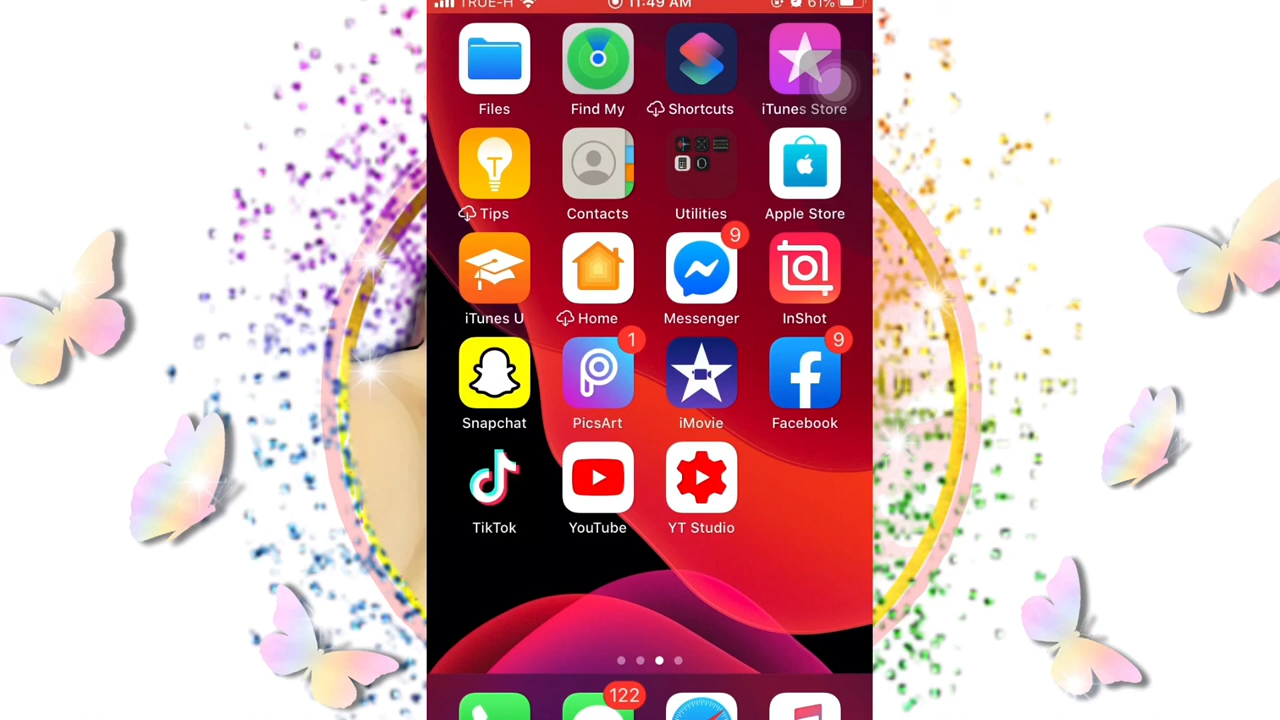 TRUE-H 11:49 AM 61%
Files Find My Shortcuts iTunes Store
Tips Contacts Utilities Apple Store
9
iTunes U Home Messenger InShot
1 9
Snapchat PicsArt iMovie Facebook
TikTok YouTube YT Studio
122